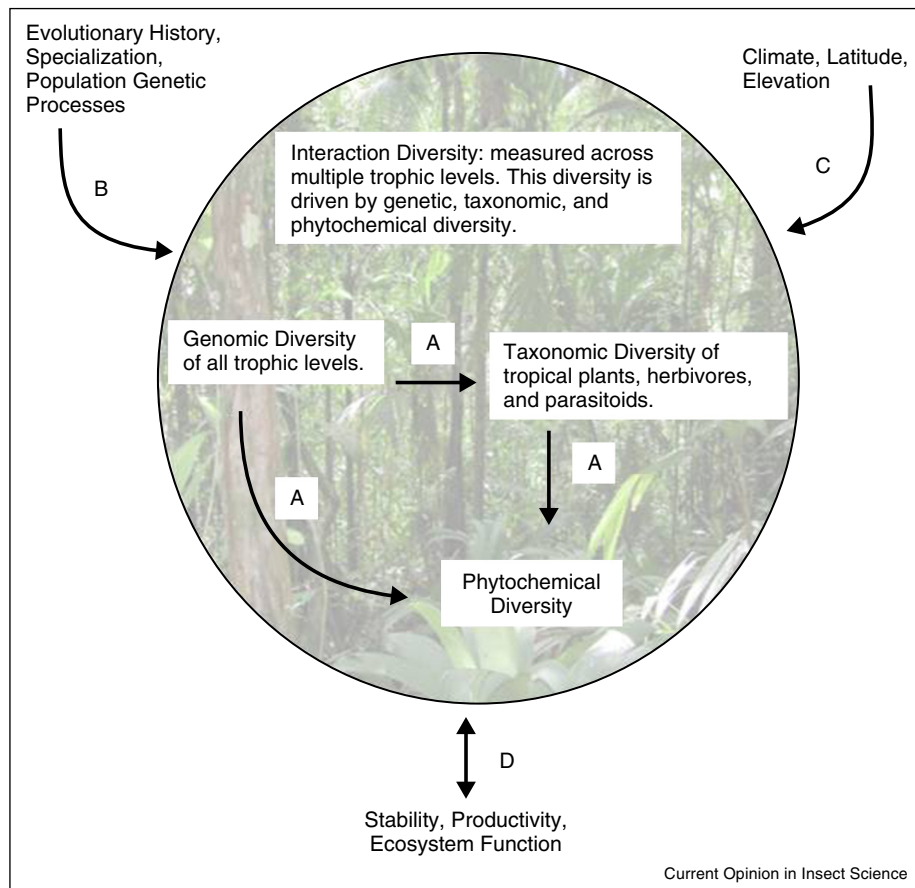 Evolutionary History,
Specialization,
Population Genetic
Processes
Climate, Latitude,
Elevation
B
C
Interaction Diversity: measured across
multiple trophic levels. This diversity is
driven by genetic, taxonomic, and
phytochemical diversity.
Genomic Diversity
of all trophic levels.
A
Taxonomic Diversity of
tropical plants, herbivores,
and parasitoids.
A
A
Phytochemical
Diversity
D
Stability, Productivity,
Ecosystem Function
Current Opinion in Insect Science